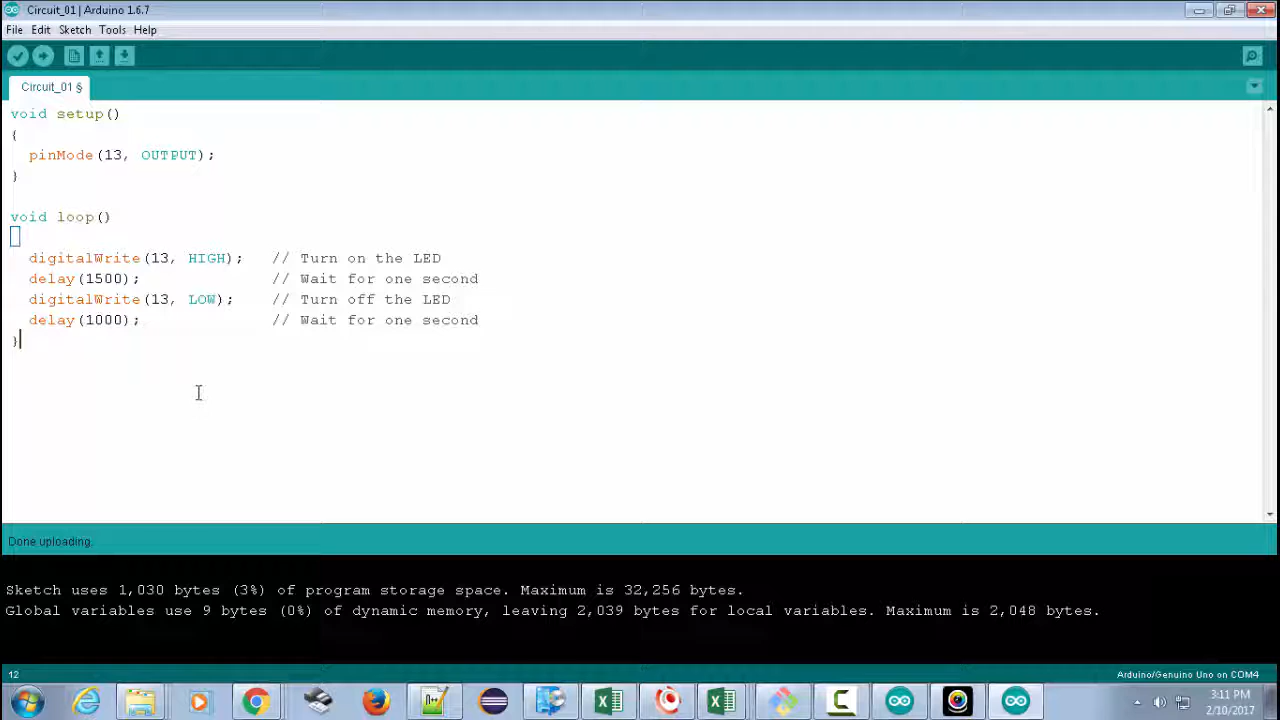 Circuit_01 | Arduino 1.6.7
File Edit Sketch Tools Help
Circuit_01 §
void setup()
{
  pinMode(13, OUTPUT);
}
void loop()
  digitalWrite(13, HIGH);   // Turn on the LED
  delay(1500);              // Wait for one second
  digitalWrite(13, LOW);    // Turn off the LED
  delay(1000);              // Wait for one second
}
Done uploading.
Sketch uses 1,030 bytes (3%) of program storage space. Maximum is 32,256 bytes.
Global variables use 9 bytes (0%) of dynamic memory, leaving 2,039 bytes for local variables. Maximum is 2,048 bytes.
12
Arduino/Genuino Uno on COM4
3:11 PM
2/10/2017